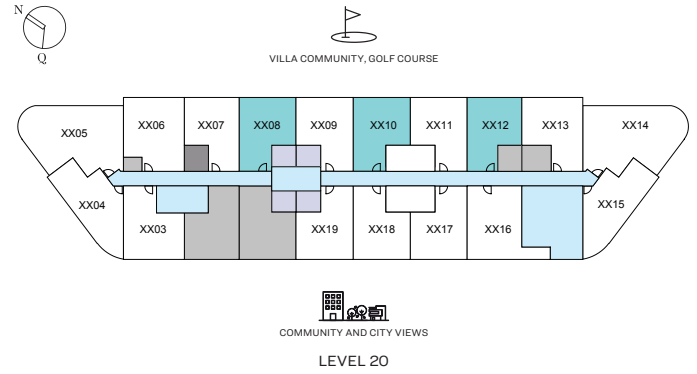 N
Q
VILLA COMMUNITY, GOLF COURSE
XX05
XX06
XX07
XX08
XX09
XX10
XX11
XX12
XX13
XX14
XX04
XX03
XX19
XX18
XX17
XX16
XX15
COMMUNITY AND CITY VIEWS
LEVEL 20